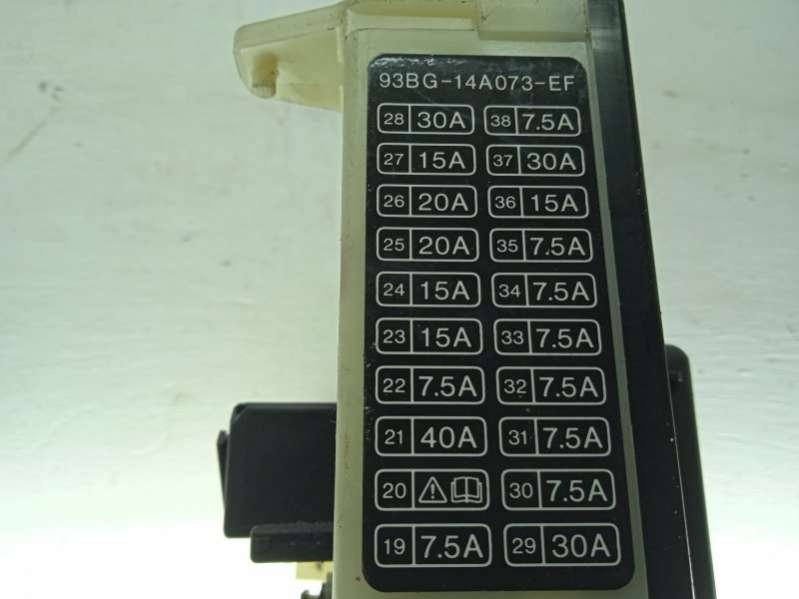 93BG-14A073-EF
28 30A 38 7.5A
27 15A 37 30A
26 20A 36 15A
25 20A 35 7.5A
24 15A 34 7.5A
23 15A 33 7.5A
22 7.5A 32 7.5A
21 40A 31 7.5A
20 30 7.5A
19 7.5A 29 30A